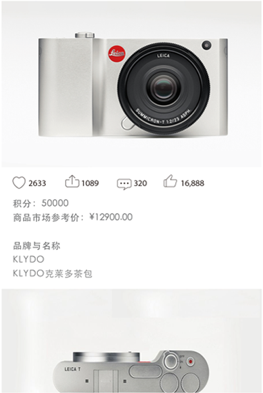 Leica
LEICA
SUMMICRON-T 1:2/23 ASPH.
2633
1089
320
16,888
积分：50000
商品市场参考价：¥12900.00
品牌与名称
KLYDO
KLYDO克莱多茶包
LEICA T